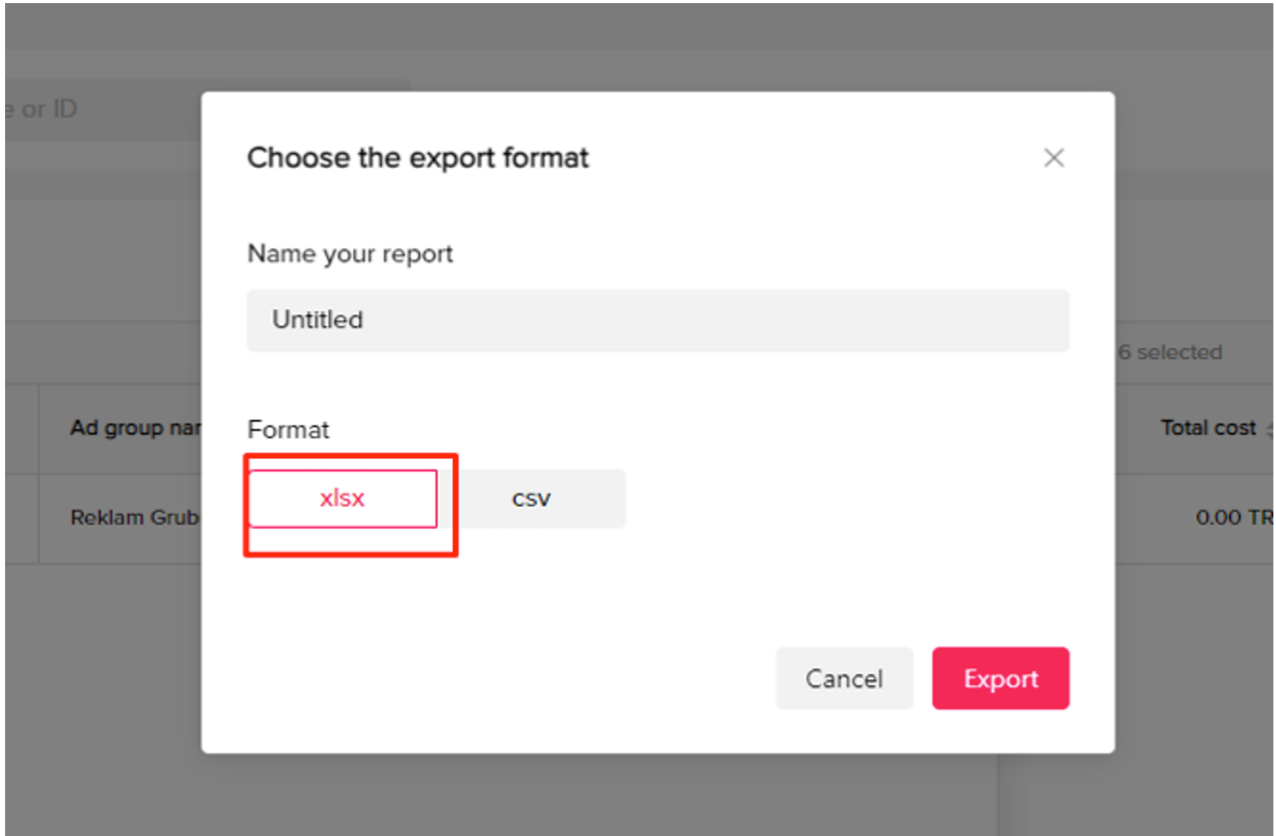 e or ID
Choose the export format
Name your report
Untitled
6 selected
Ad group nar
Format
Total cost
xlsx
csv
Reklam Grub
0.00 TR
Cancel
Export